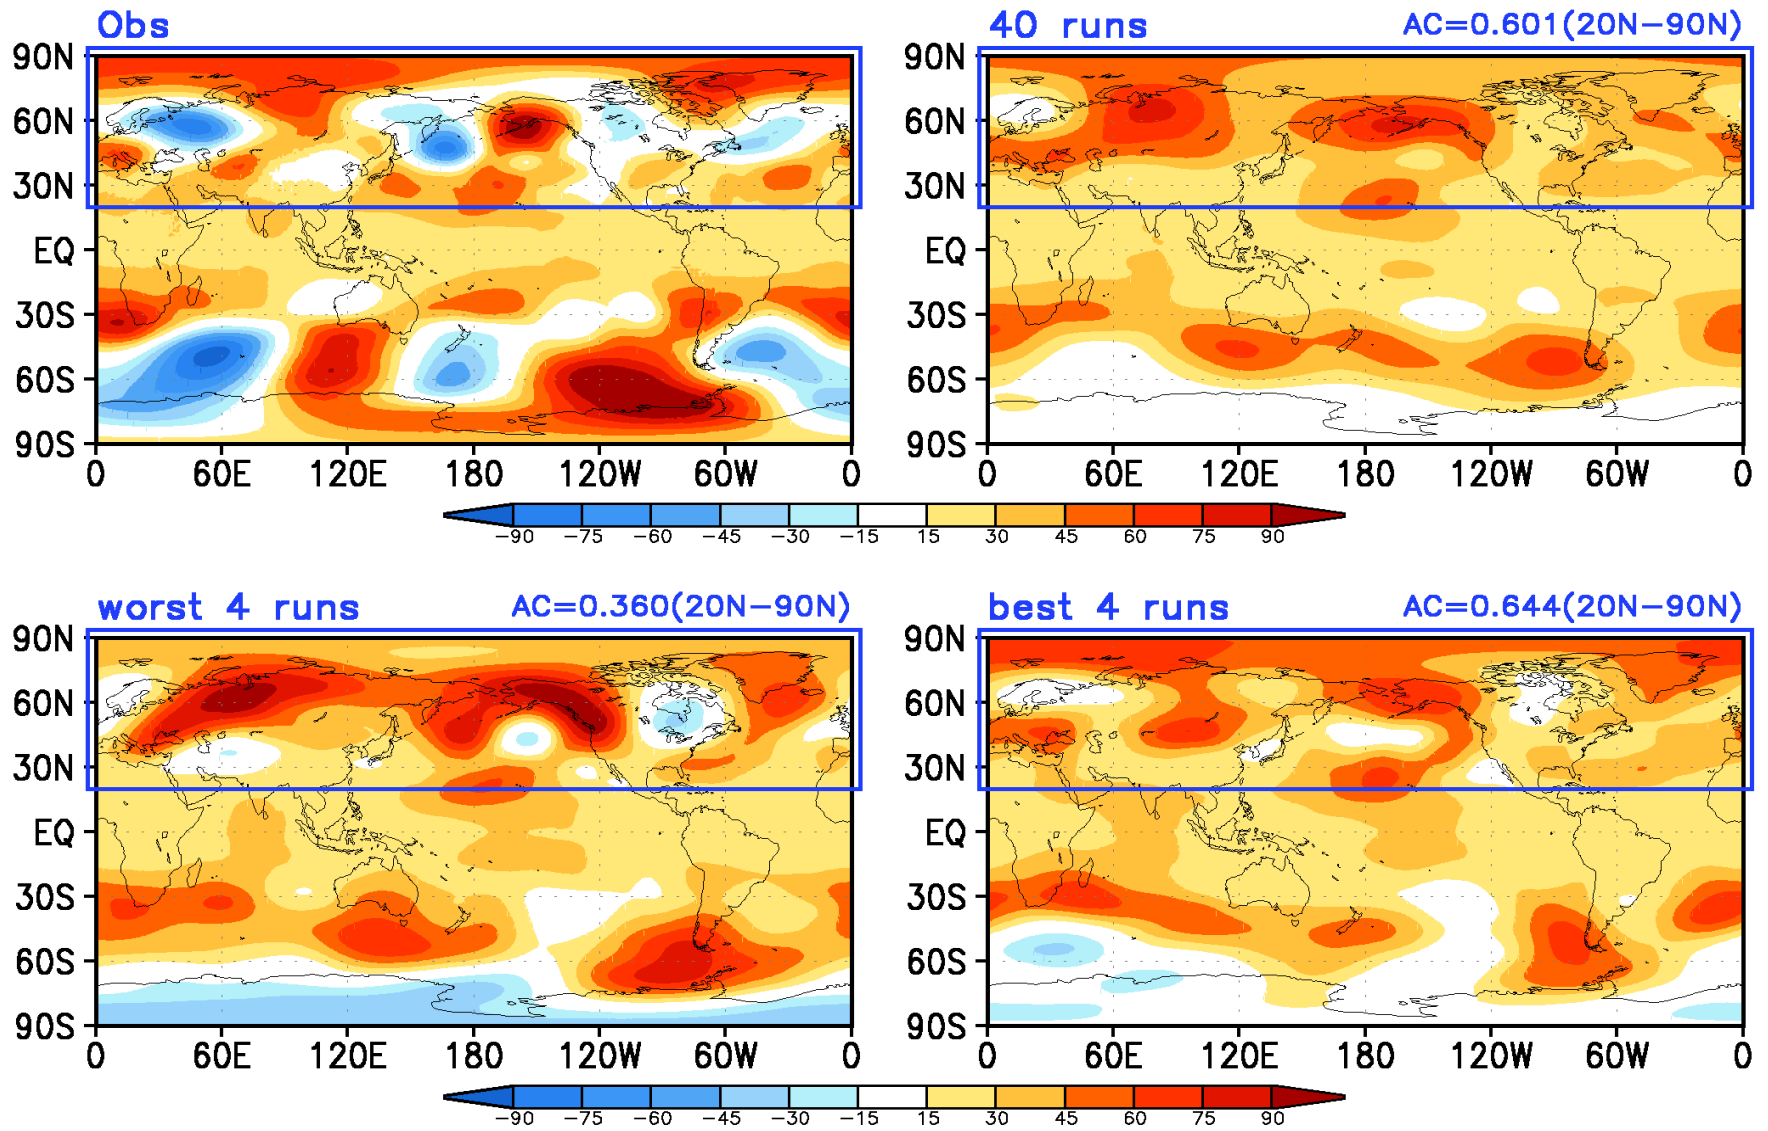 Obs
40 runs AC=0.601(20N−90N)
90N
60N
30N
EQ
30S
60S
90S
0 60E 120E 180 120W 60W 0
90N
60N
30N
EQ
30S
60S
90S
0 60E 120E 180 120W 60W 0
−90 −75 −60 −45 −30 −15 15 30 45 60 75 90
worst 4 runs AC=0.360(20N−90N)
best 4 runs AC=0.644(20N−90N)
90N
60N
30N
EQ
30S
60S
90S
0 60E 120E 180 120W 60W 0
90N
60N
30N
EQ
30S
60S
90S
0 60E 120E 180 120W 60W 0
−90 −75 −60 −45 −30 −15 15 30 45 60 75 90